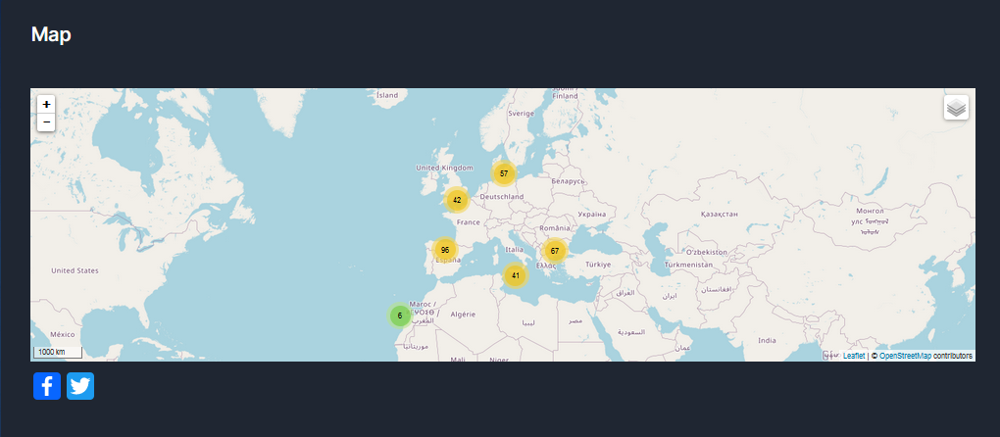 Map
+
−
Ísland
Suomi /
Finland
Sverige
United Kingdom
57
Беларусь
42
Deutschland
Україна
Қазақстан
Монгол
улс
France
România
96
Italia
67
O'zbekiston
España
Ελλάς
Türkiye
Türkmenistan
United States
41
العراق
ایران
افغانستان
Maroc /
ⵍⵎⵖⵔⵉⴱ
المغرب
6
Algérie
ليبيا
مصر
السعودية
México
India
عمان
موريتانيا
1000 km
Mali
Niger
Leaflet | © OpenStreetMap contributors